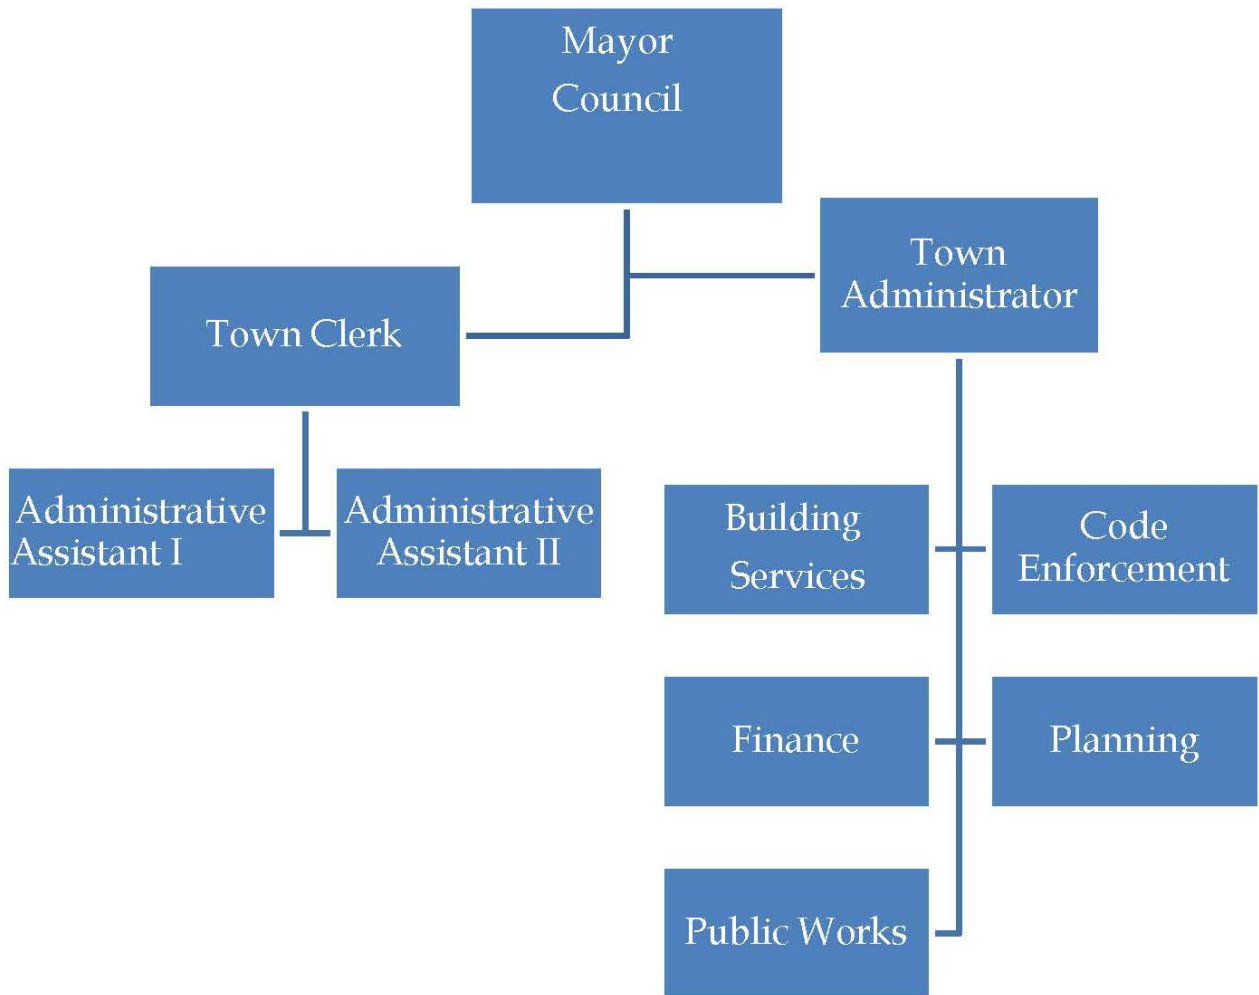 Mayor
Council
Town
Administrator
Town Clerk
Administrative
Assistant I
Administrative
Assistant II
Building
Services
Code
Enforcement
Finance
Planning
Public Works